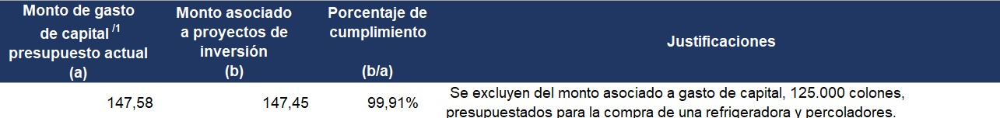 Monto de gasto
de capital /1
presupuesto actual
(a)
Monto asociado
a proyectos de
inversión
(b)
Porcentaje de
cumplimiento
(b/a)
Justificaciones
147,58
147,45
99,91%
Se excluyen del monto asociado a gasto de capital, 125.000 colones,
presupuestados para la compra de una refrigeradora y percoladores.